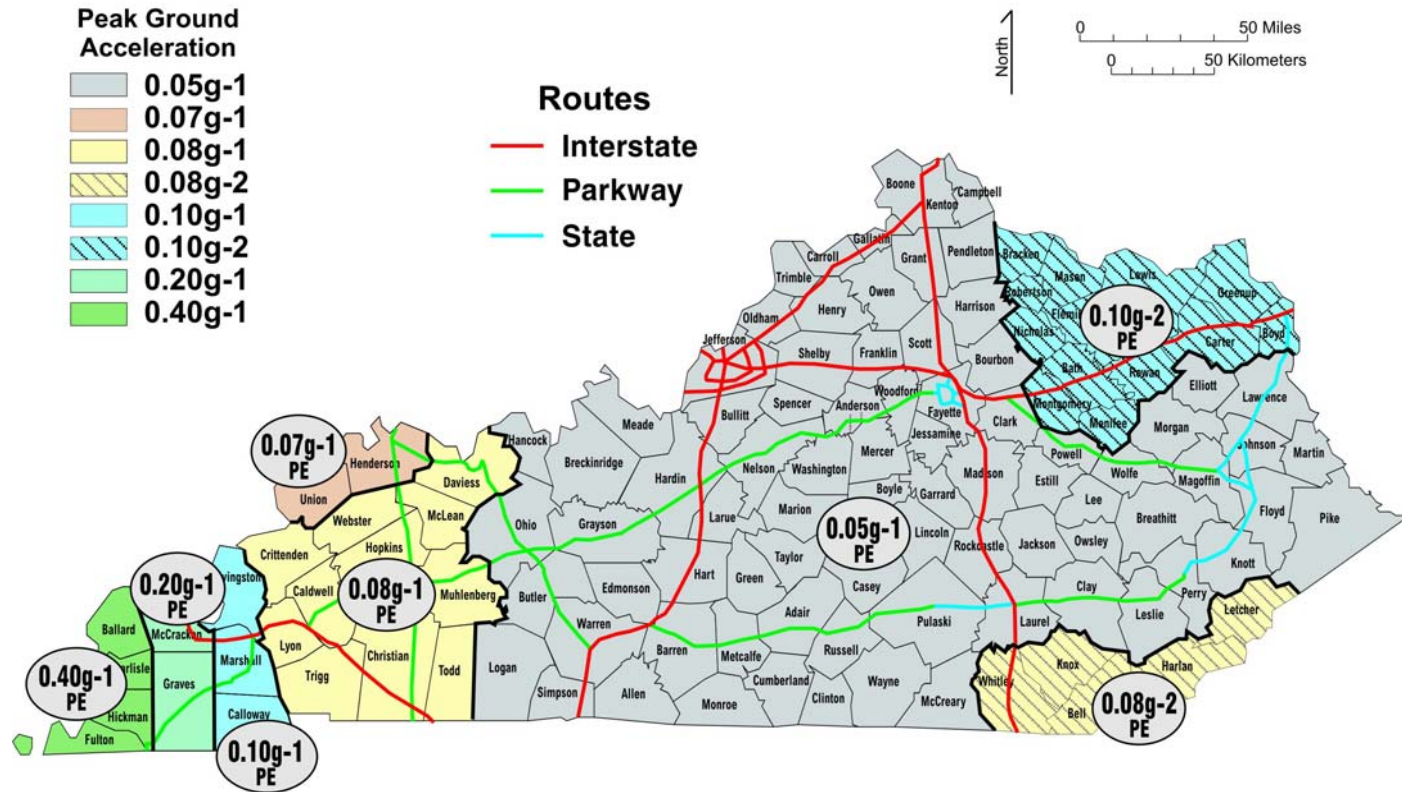 Peak Ground
Acceleration
0.05g-1
0.07g-1
0.08g-1
0.08g-2
0.10g-1
0.10g-2
0.20g-1
0.40g-1
Routes
Interstate
Parkway
State
North
0 50 Miles
0 50 Kilometers
Boone
Campbell
Kenton
Gallatin
Grant
Pendleton
Carroll
Trimble
Owen
Bracken
Mason
Lewis
Greenup
Robertson
Harrison
Henry
Oldham
0.10g-2
PE
Nicholas
Boyd
Carter
Jefferson
Shelby
Franklin
Scott
Bourbon
Bath
Rowan
Elliott
Lawrence
Woodford
Spencer
Anderson
Fayette
Montgomery
Menifee
Bullitt
Meade
Jessamine
Clark
Morgan
Johnson
Martin
Hancock
Breckinridge
Hardin
Nelson
Washington
Mercer
Madison
Powell
Wolfe
Magoffin
0.07g-1
PE
Henderson
Union
Daviess
Boyle
Garrard
Estill
Lee
Breathitt
Floyd
Pike
Webster
McLean
Ohio
Grayson
Larue
Marion
0.05g-1
PE
Lincoln
Rockcastle
Jackson
Owsley
Knott
Crittenden
Hopkins
Taylor
Casey
Hart
Green
Clay
Perry
Leslie
Letcher
0.20g-1
PE
vingston
Caldwell
0.08g-1
PE
Muhlenberg
Butler
Edmonson
Adair
Pulaski
Laurel
Ballard
McCracken
Warren
Barren
Metcalfe
Russell
Knox
Harlan
Lyon
Christian
Todd
Logan
Marshall
Trigg
Carlisle
0.40g-1
PE
Graves
Simpson
Allen
Monroe
Cumberland
Clinton
Wayne
McCreary
Whitley
Bell
0.08g-2
PE
Hickman
Calloway
Fulton
0.10g-1
PE